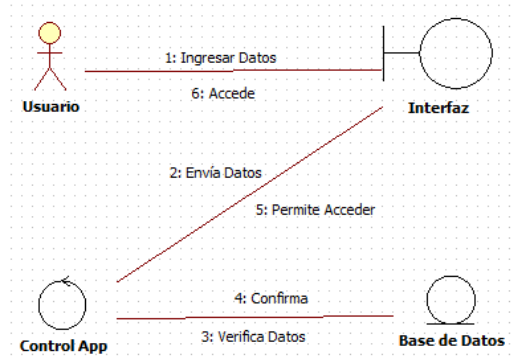 1: Ingresar Datos
6: Accede
Usuario
Interfaz
2: Envía Datos
5: Permite Acceder
4: Confirma
3: Verifica Datos
Control App
Base de Datos